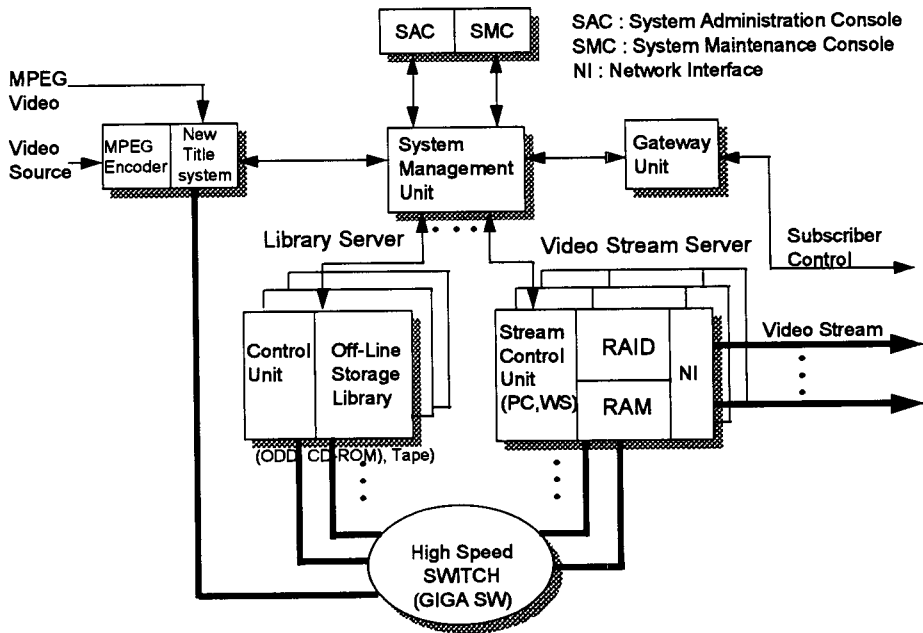 SAC
SMC
SAC : System Administration Console
SMC : System Maintenance Console
NI : Network Interface
MPEG
Video
Video
Source
MPEG
Encoder
New
Title
system
System
Management
Unit
Gateway
Unit
Subscriber
Control
Library Server
Video Stream Server
Control
Unit
Off-Line
Storage
Library
(ODD, CD-ROM), Tape)
Stream
Control
Unit
(PC,WS)
RAID
RAM
NI
Video Stream
High Speed
SWITCH
(GIGA SW)